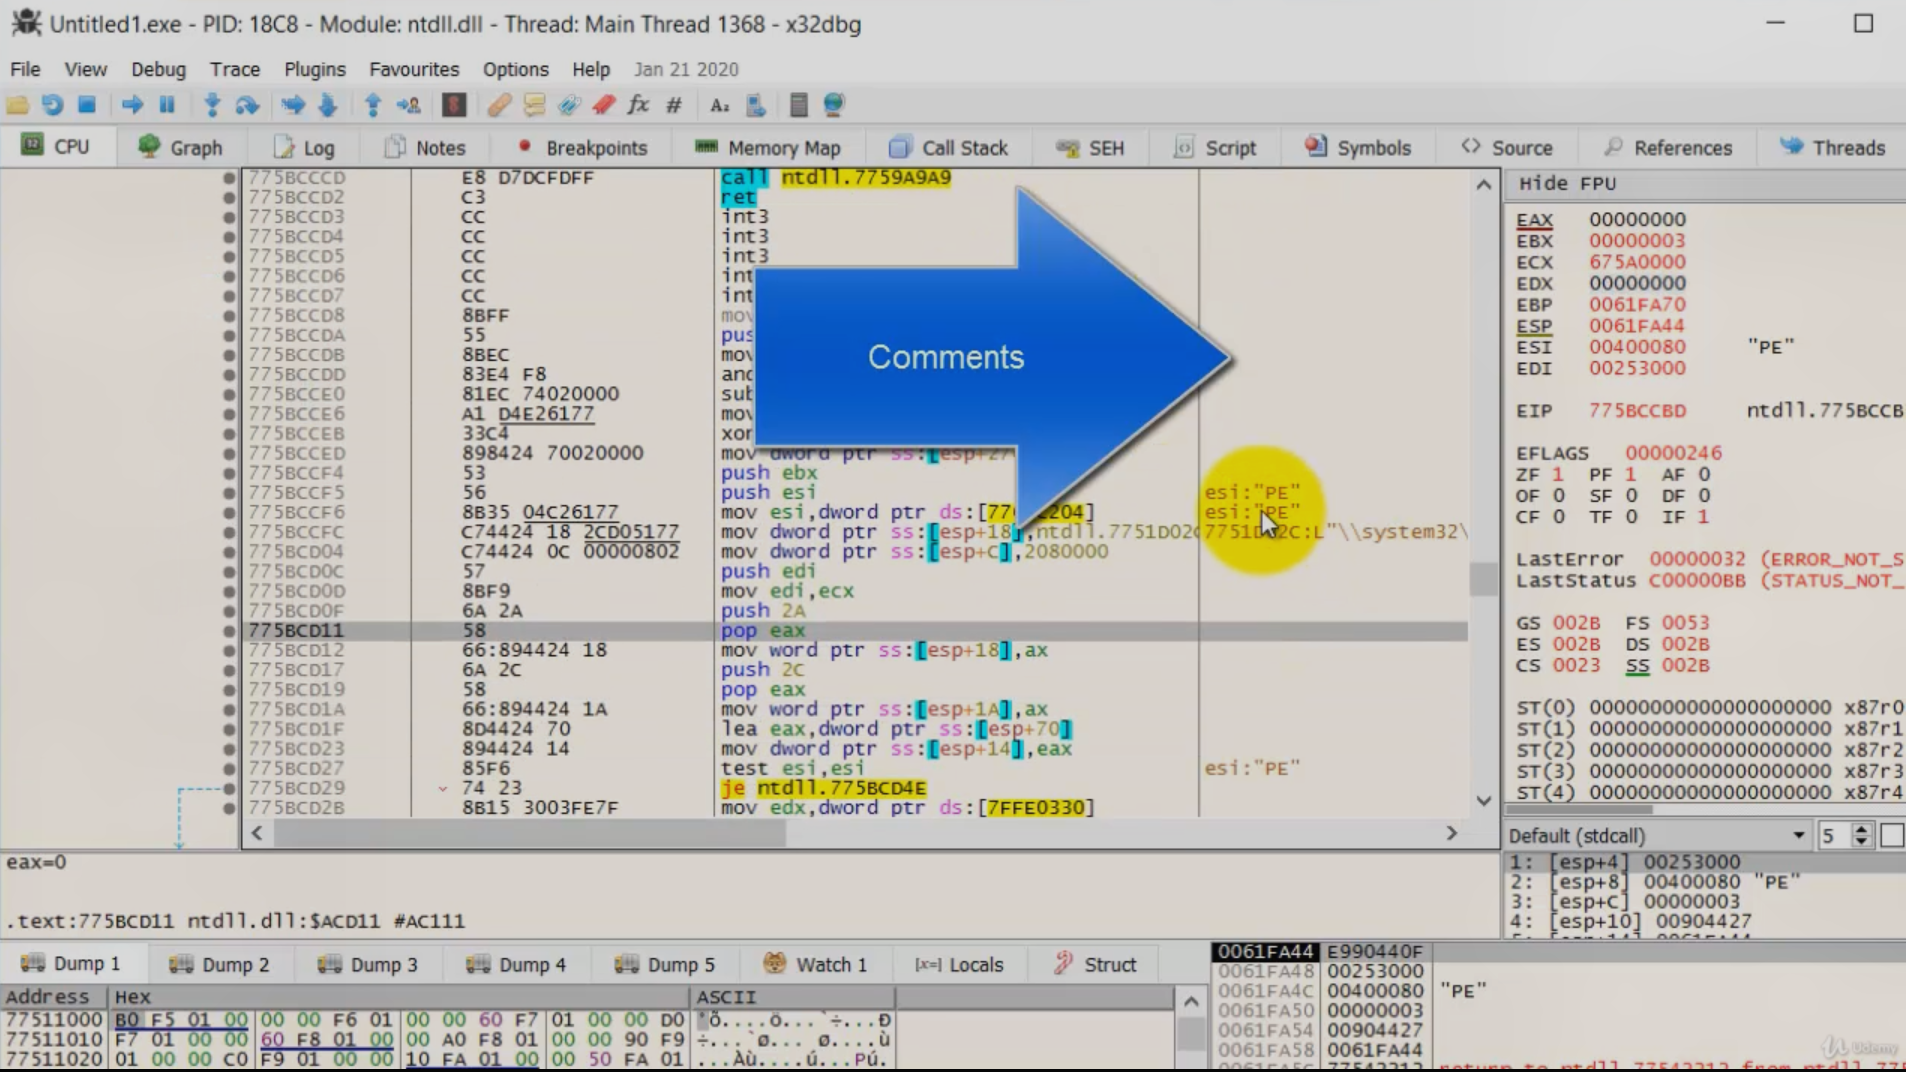 Untitled1.exe - PID: 18C8 - Module: ntdll.dll - Thread: Main Thread 1368 - x32dbg
File View Debug Trace Plugins Favourites Options Help Jan 21 2020
CPU Graph Log Notes Breakpoints Memory Map Call Stack SEH Script Symbols Source References Threads
775BCCCD E8 D7DCFDFF call ntdll.7759A9A9
775BCCD2 C3 ret
775BCCD3 CC int3
775BCCD4 CC int3
775BCCD5 CC int3
775BCCD6 CC int
775BCCD7 CC int
775BCCD8 8BFF mov
775BCCDA 55 pus
775BCCDB 8BEC mov
775BCCDD 83E4 F8 and
775BCCE0 81EC 74020000 sub
775BCCE6 A1 D4E26177 mov
775BCCEB 33C4 xor
775BCCED 898424 70020000 mov dword ptr ss:[esp+27
775BCCF4 53 push ebx
775BCCF5 56 push esi esi:"PE"
775BCCF6 8B35 04C26177 mov esi,dword ptr ds:[77 204] esi:"PE"
775BCCFC C74424 18 2CD05177 mov dword ptr ss:[esp+18],ntdll.7751D02C 7751D02C:L"\\system32\
775BCD04 C74424 0C 00000802 mov dword ptr ss:[esp+C],2080000
775BCD0C 57 push edi
775BCD0D 8BF9 mov edi,ecx
775BCD0F 6A 2A push 2A
775BCD11 58 pop eax
775BCD12 66:894424 18 mov word ptr ss:[esp+18],ax
775BCD17 6A 2C push 2C
775BCD19 58 pop eax
775BCD1A 66:894424 1A mov word ptr ss:[esp+1A],ax
775BCD1F 8D4424 70 lea eax,dword ptr ss:[esp+70]
775BCD23 894424 14 mov dword ptr ss:[esp+14],eax
775BCD27 85F6 test esi,esi esi:"PE"
775BCD29 74 23 je ntdll.775BCD4E
775BCD2B 8B15 3003FE7F mov edx,dword ptr ds:[7FFE0330]
Comments
Hide FPU
EAX 00000000
EBX 00000003
ECX 675A0000
EDX 00000000
EBP 0061FA70
ESP 0061FA44
ESI 00400080 "PE"
EDI 00253000
EIP 775BCCBD ntdll.775BCCB
EFLAGS 00000246
ZF 1 PF 1 AF 0
OF 0 SF 0 DF 0
CF 0 TF 0 IF 1
LastError 00000032 (ERROR_NOT_S
LastStatus C00000BB (STATUS_NOT_
GS 002B FS 0053
ES 002B DS 002B
CS 0023 SS 002B
ST(0) 00000000000000000000 x87r0
ST(1) 00000000000000000000 x87r1
ST(2) 00000000000000000000 x87r2
ST(3) 00000000000000000000 x87r3
ST(4) 00000000000000000000 x87r4
Default (stdcall) 5
1: [esp+4] 00253000
2: [esp+8] 00400080 "PE"
3: [esp+C] 00000003
4: [esp+10] 00904427
eax=0
.text:775BCD11 ntdll.dll:$ACD11 #AC111
Dump 1 Dump 2 Dump 3 Dump 4 Dump 5 Watch 1 [x=] Locals Struct
Address Hex ASCII
77511000 B0 F5 01 00 00 00 F6 01 00 00 60 F7 01 00 00 D0 °õ....ö...`÷...Ð
77511010 F7 01 00 00 60 F8 01 00 00 A0 F8 01 00 00 90 F9 ÷...`ø... ø....ù
77511020 01 00 00 C0 F9 01 00 00 10 FA 01 00 00 50 FA 01 ...Àù....ú...Pú.
0061FA44 E990440F
0061FA48 00253000
0061FA4C 00400080 "PE"
0061FA50 00000003
0061FA54 00904427
0061FA58 0061FA44
0061FA5C 77542212 return to ntdll.77542212 from ntdll.775
Udemy